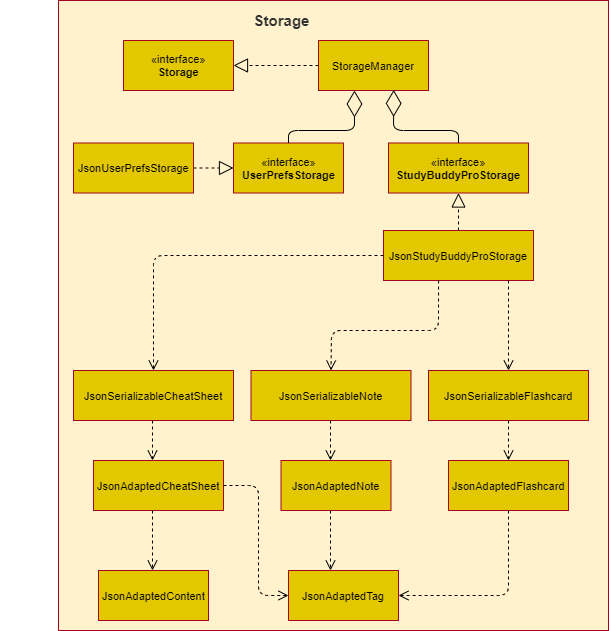 Storage
«interface»
Storage
StorageManager
JsonUserPrefsStorage
«interface»
UserPrefsStorage
«interface»
StudyBuddyProStorage
JsonStudyBuddyProStorage
JsonSerializableCheatSheet
JsonSerializableNote
JsonSerializableFlashcard
JsonAdaptedCheatSheet
JsonAdaptedNote
JsonAdaptedFlashcard
JsonAdaptedContent
JsonAdaptedTag